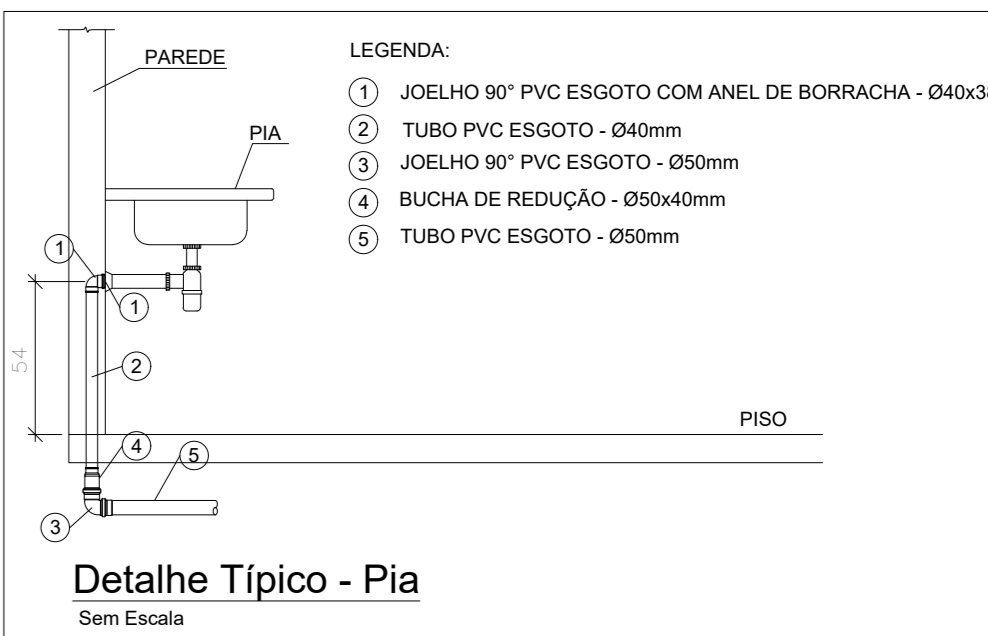 PAREDE
LEGENDA:
1 JOELHO 90° PVC ESGOTO COM ANEL DE BORRACHA - Ø40x38
2 TUBO PVC ESGOTO - Ø40mm
PIA
3 JOELHO 90° PVC ESGOTO - Ø50mm
4 BUCHA DE REDUÇÃO - Ø50x40mm
5 TUBO PVC ESGOTO - Ø50mm
1
1
54
2
PISO
4
5
3
Detalhe Típico - Pia
Sem Escala